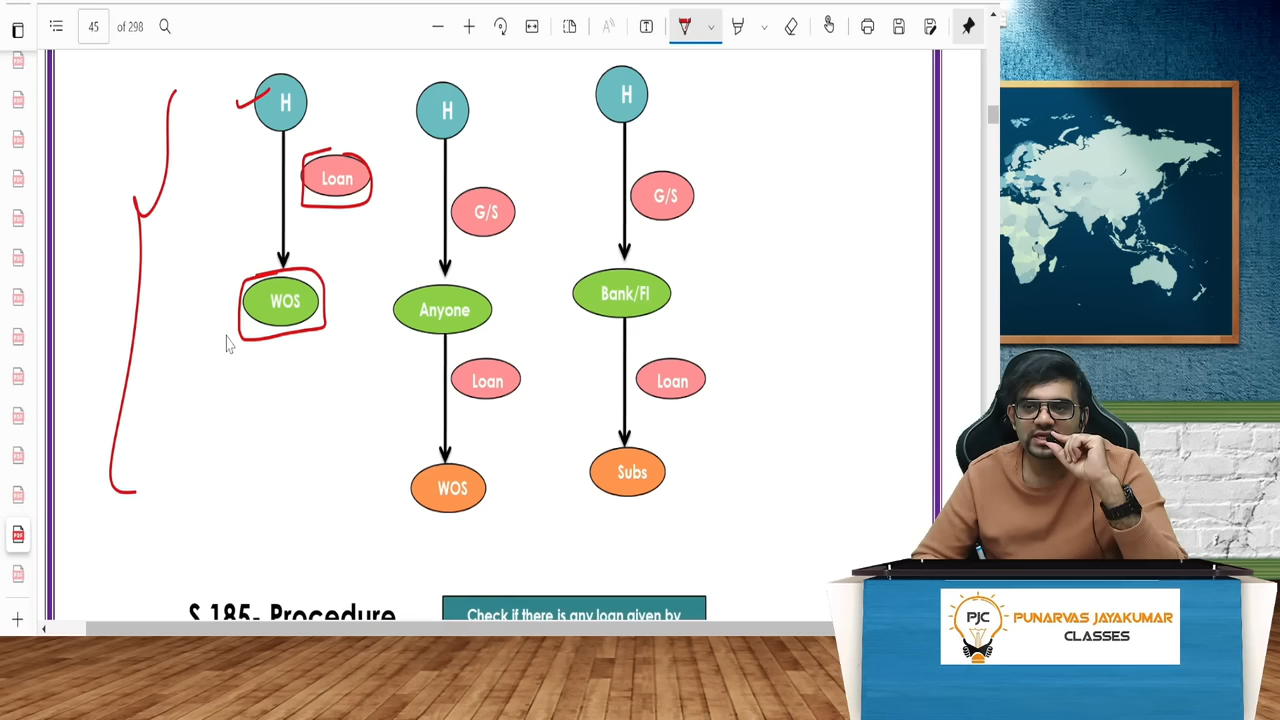 45
of 298
H
H
H
Loan
G/S
G/S
WOS
Anyone
Bank/FI
Loan
Loan
WOS
Subs
S.185- Procedure
Check if there is any loan given by
PJC
PUNARVAS JAYAKUMAR
CLASSES